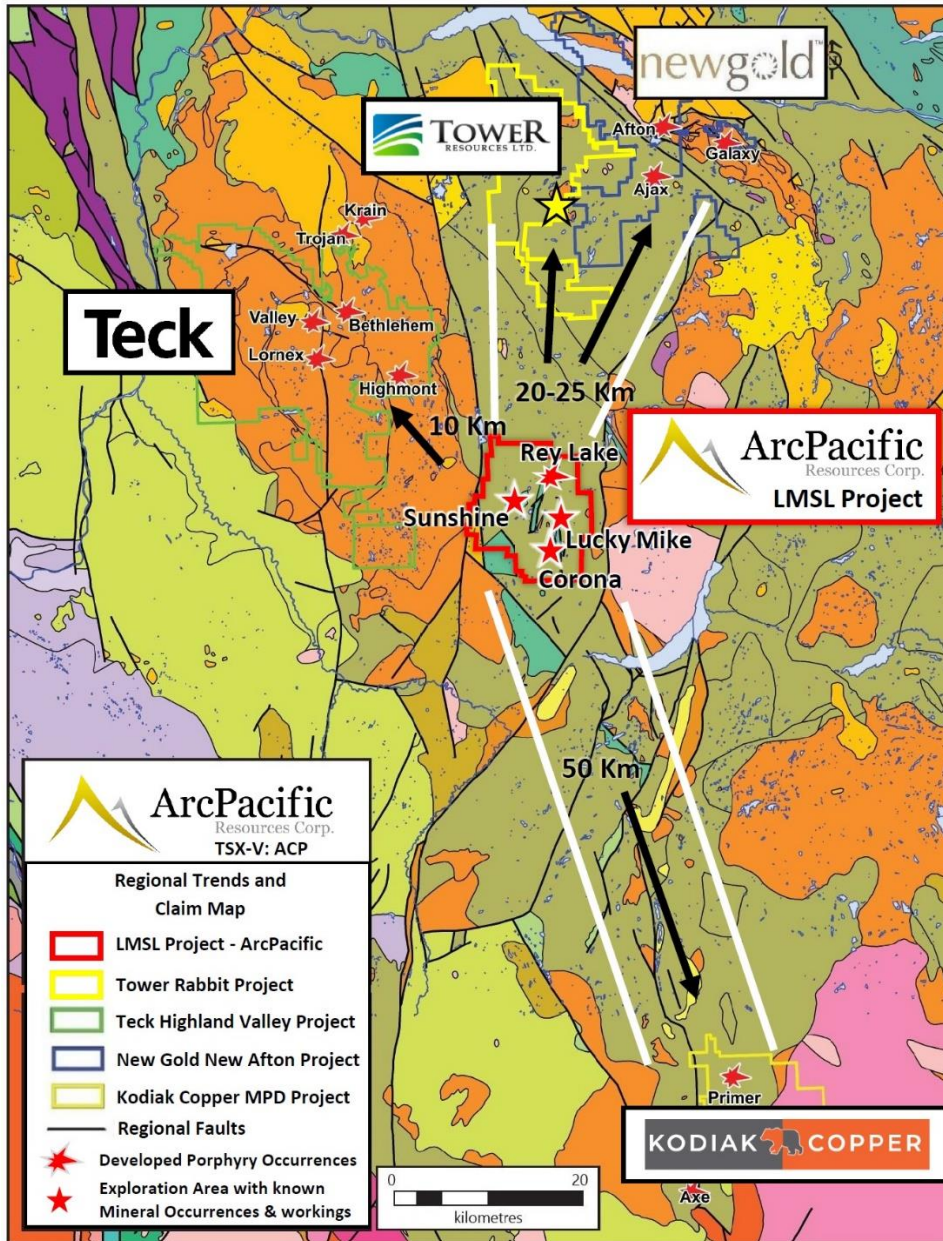 newgold™
TOWER
RESOURCES LTD.
Afton
Galaxy
Ajax
Krain
Trojan
Teck
Valley
Bethlehem
Lornex
Highmont
20-25 Km
10 Km
Rey Lake
Sunshine
Lucky Mike
Corona
ArcPacific
Resources Corp.
LMSL Project
50 Km
ArcPacific
Resources Corp.
TSX-V: ACP
Regional Trends and
Claim Map
LMSL Project - ArcPacific
Tower Rabbit Project
Teck Highland Valley Project
New Gold New Afton Project
Kodiak Copper MPD Project
Regional Faults
Developed Porphyry Occurrences
Exploration Area with known
Mineral Occurrences & workings
0 20
kilometres
Primer
KODIAK COPPER
Axe